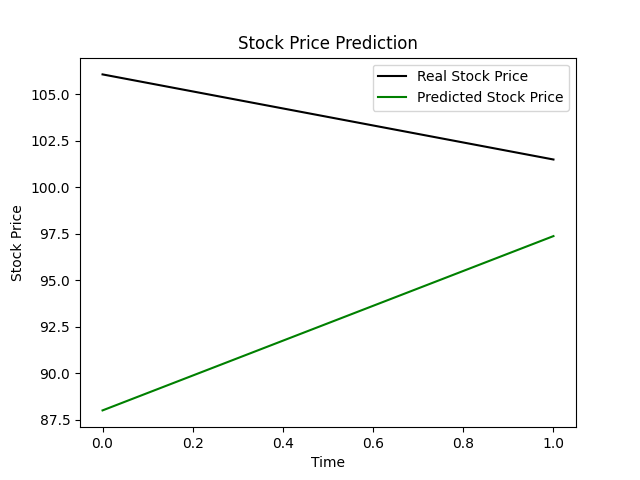 Stock Price Prediction
Real Stock Price
Predicted Stock Price
Stock Price
105.0
102.5
100.0
97.5
95.0
92.5
90.0
87.5
0.0 0.2 0.4 0.6 0.8 1.0
Time